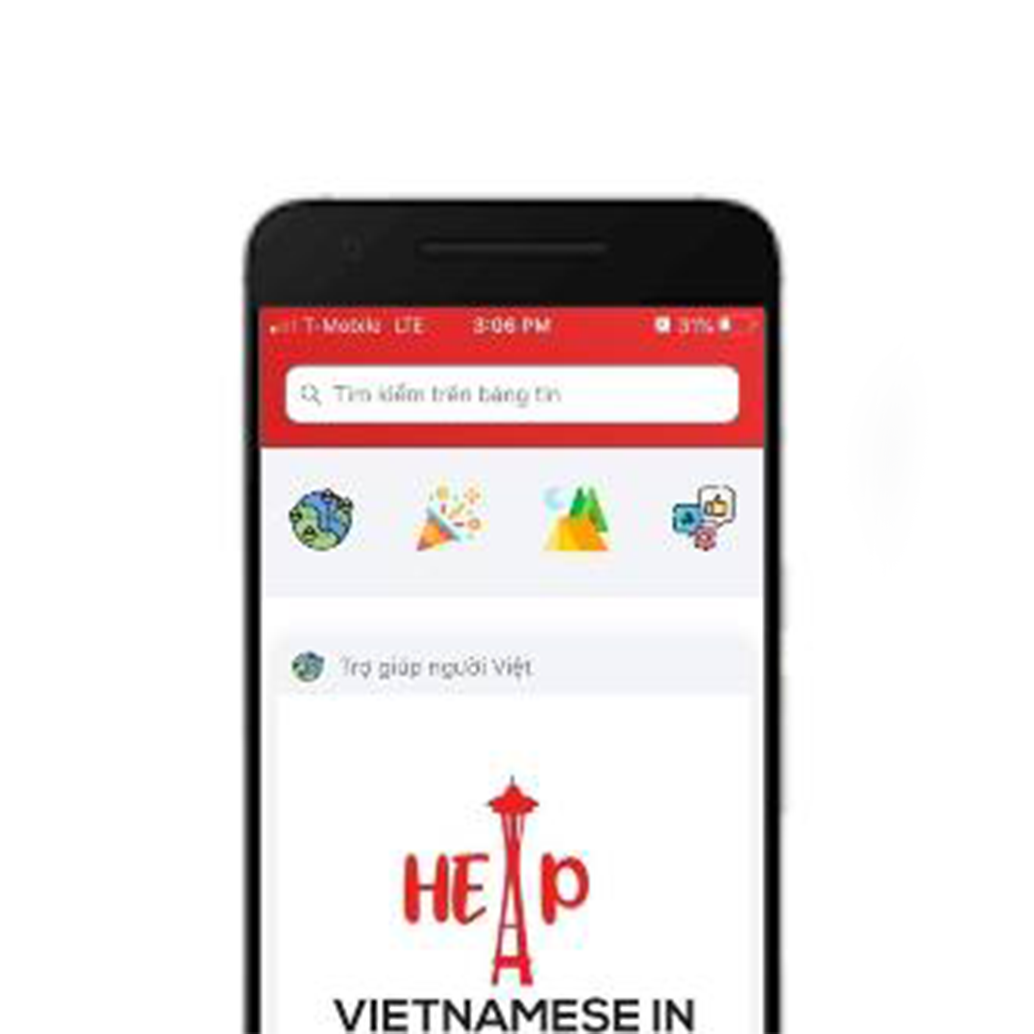 T-Mobile LTE 3:06 PM 31%
Tìm kiếm trên bảng tin
Trợ giúp người Việt
HELP
VIETNAMESE IN